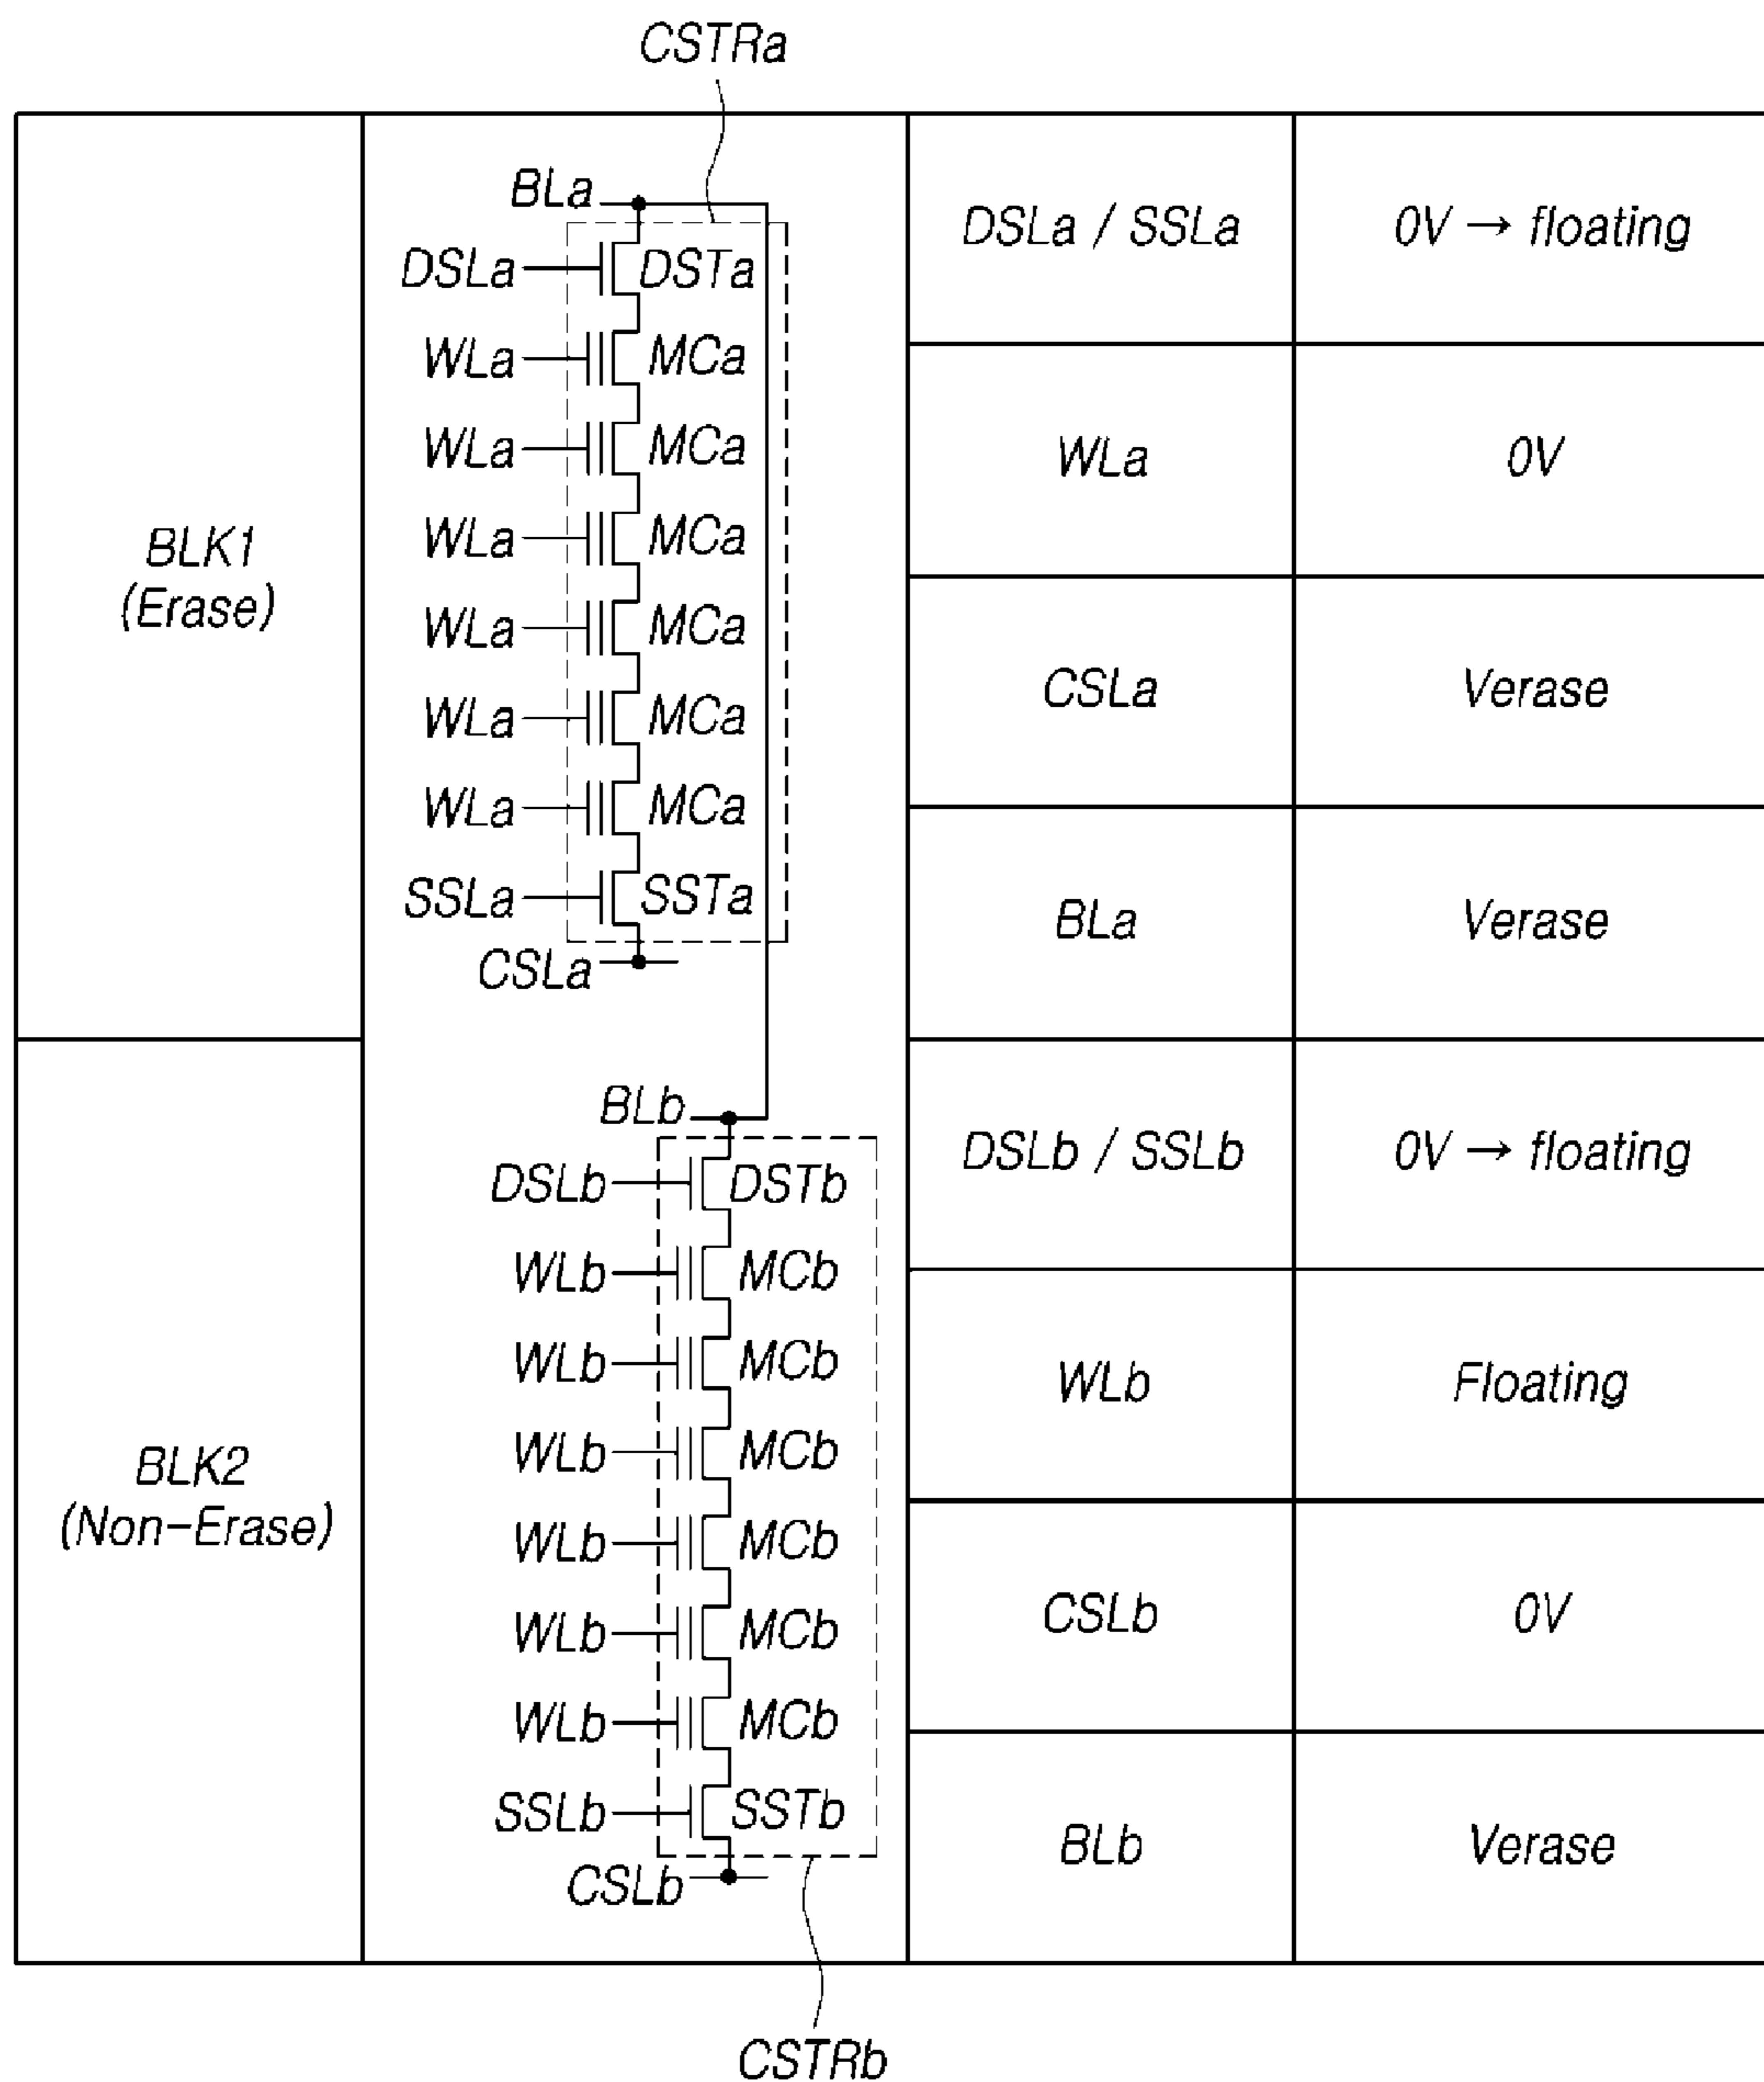 CSTRa
BLK1
(Erase)
BLa
DSLa DSTa
WLa MCa
WLa MCa
WLa MCa
WLa MCa
WLa MCa
WLa MCa
SSLa SSTa
CSLa
DSLa / SSLa 0V → floating
WLa 0V
CSLa Verase
BLa Verase
BLK2
(Non-Erase)
BLb
DSLb DSTb
WLb MCb
WLb MCb
WLb MCb
WLb MCb
WLb MCb
WLb MCb
SSLb SSTb
CSLb
DSLb / SSLb 0V → floating
WLb Floating
CSLb 0V
BLb Verase
CSTRb